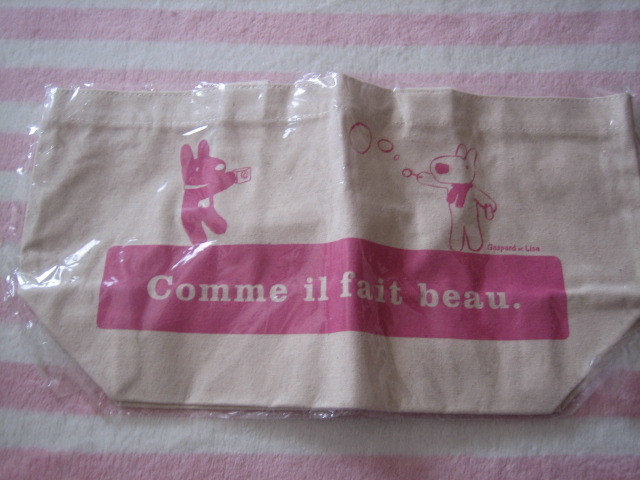 Gaspard et Lisa
Comme il fait beau.